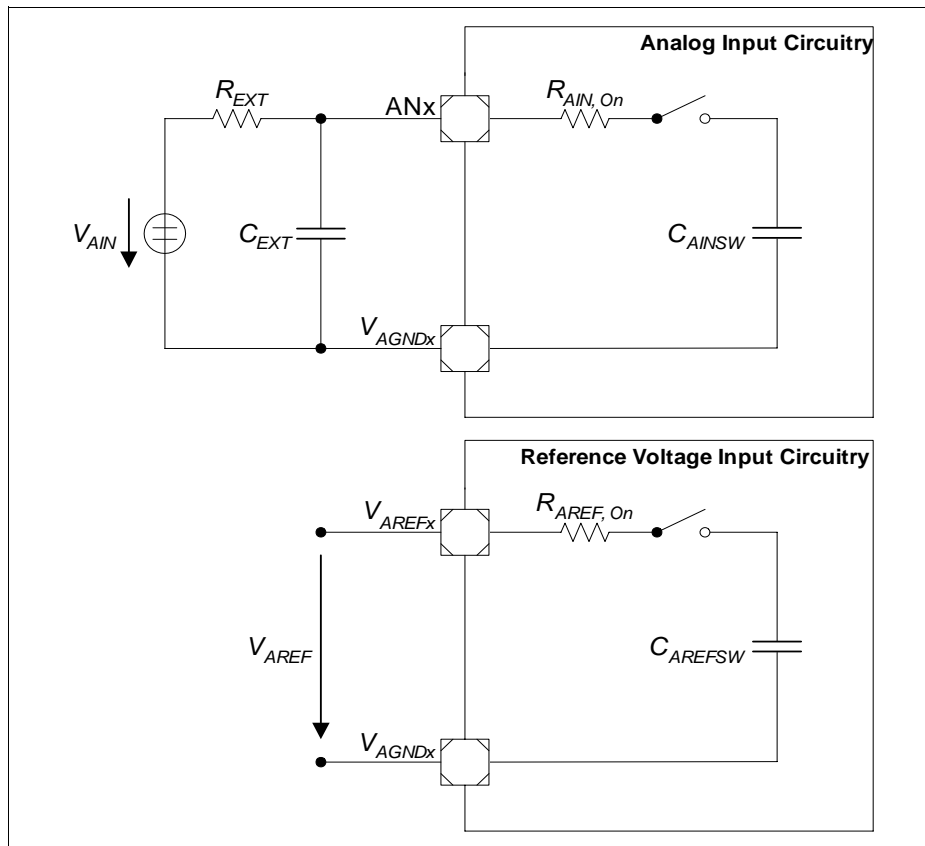 Analog Input Circuitry
R_EXT
ANx
R_AIN, On
V_AIN
C_EXT
C_AINSW
V_AGNDx
Reference Voltage Input Circuitry
V_AREFx
R_AREF, On
V_AREF
C_AREFSW
V_AGNDx